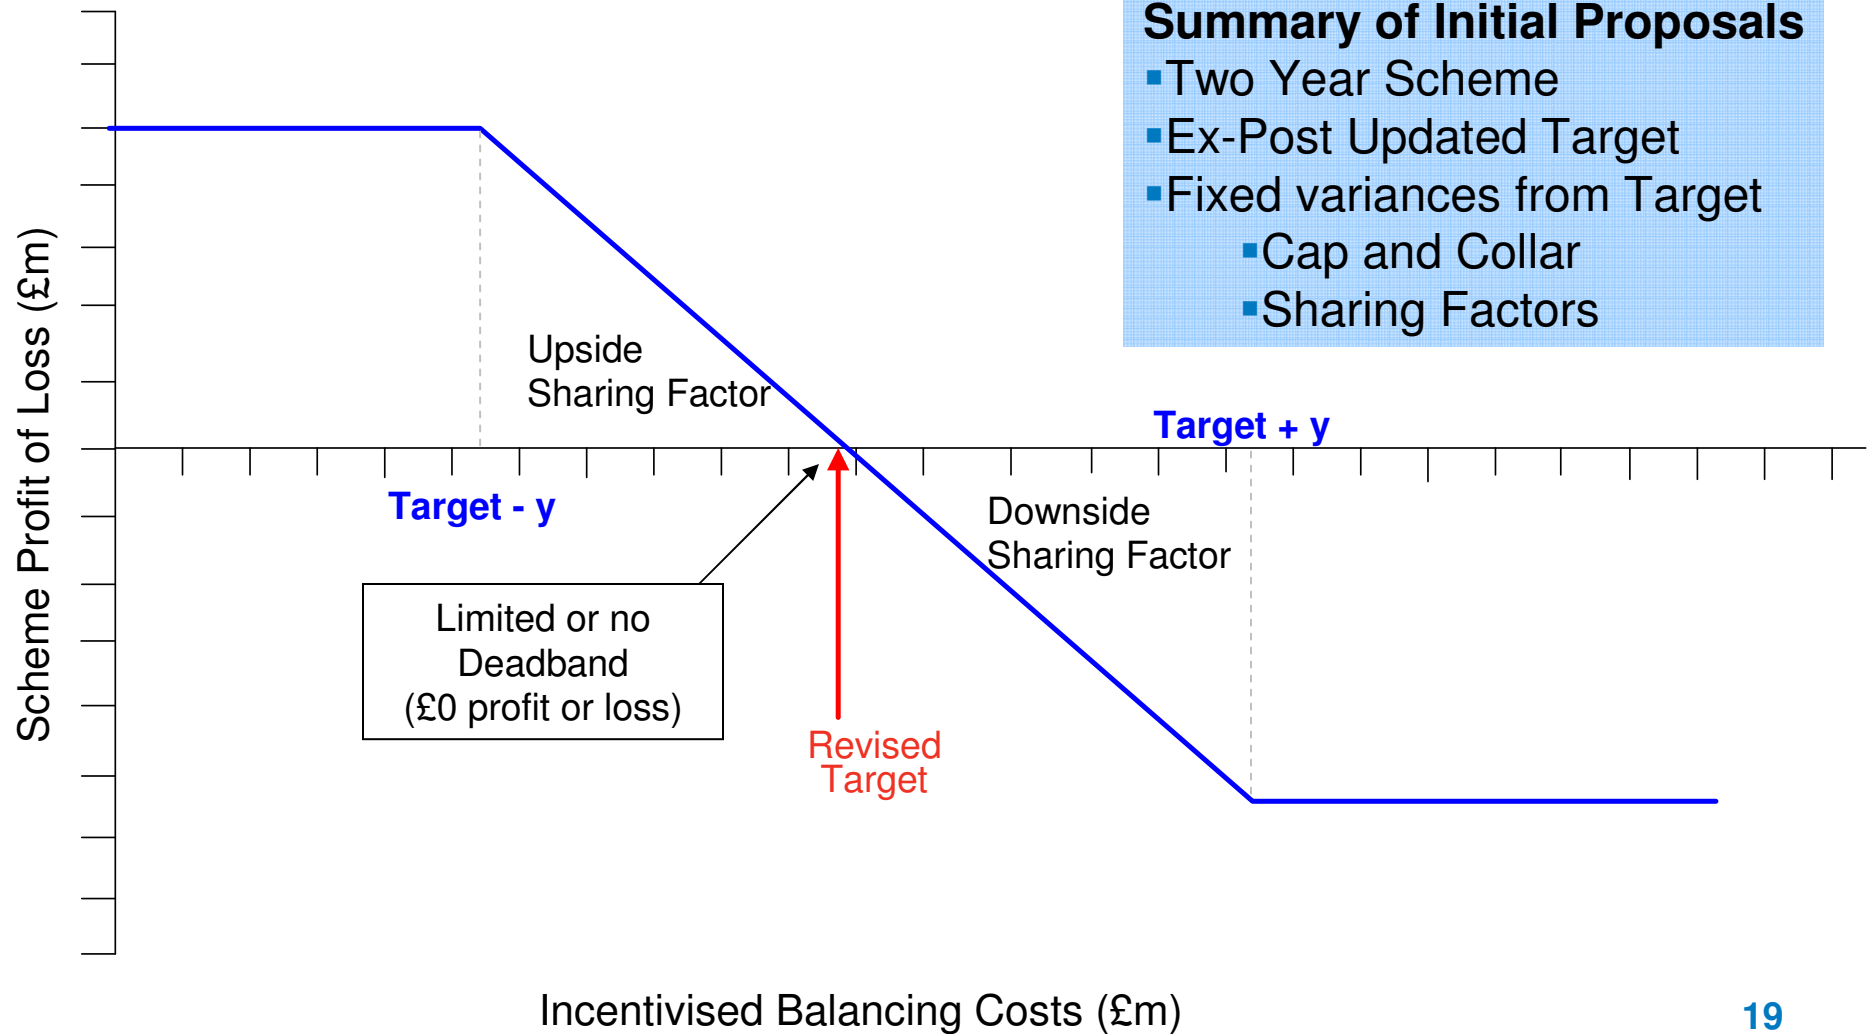 Summary of Initial Proposals
▪Two Year Scheme
▪Ex-Post Updated Target
▪Fixed variances from Target
▪Cap and Collar
▪Sharing Factors
Scheme Profit of Loss (£m)
Upside
Sharing Factor
Target + y
Target - y
Downside
Sharing Factor
Limited or no
Deadband
(£0 profit or loss)
Revised
Target
Incentivised Balancing Costs (£m)
19